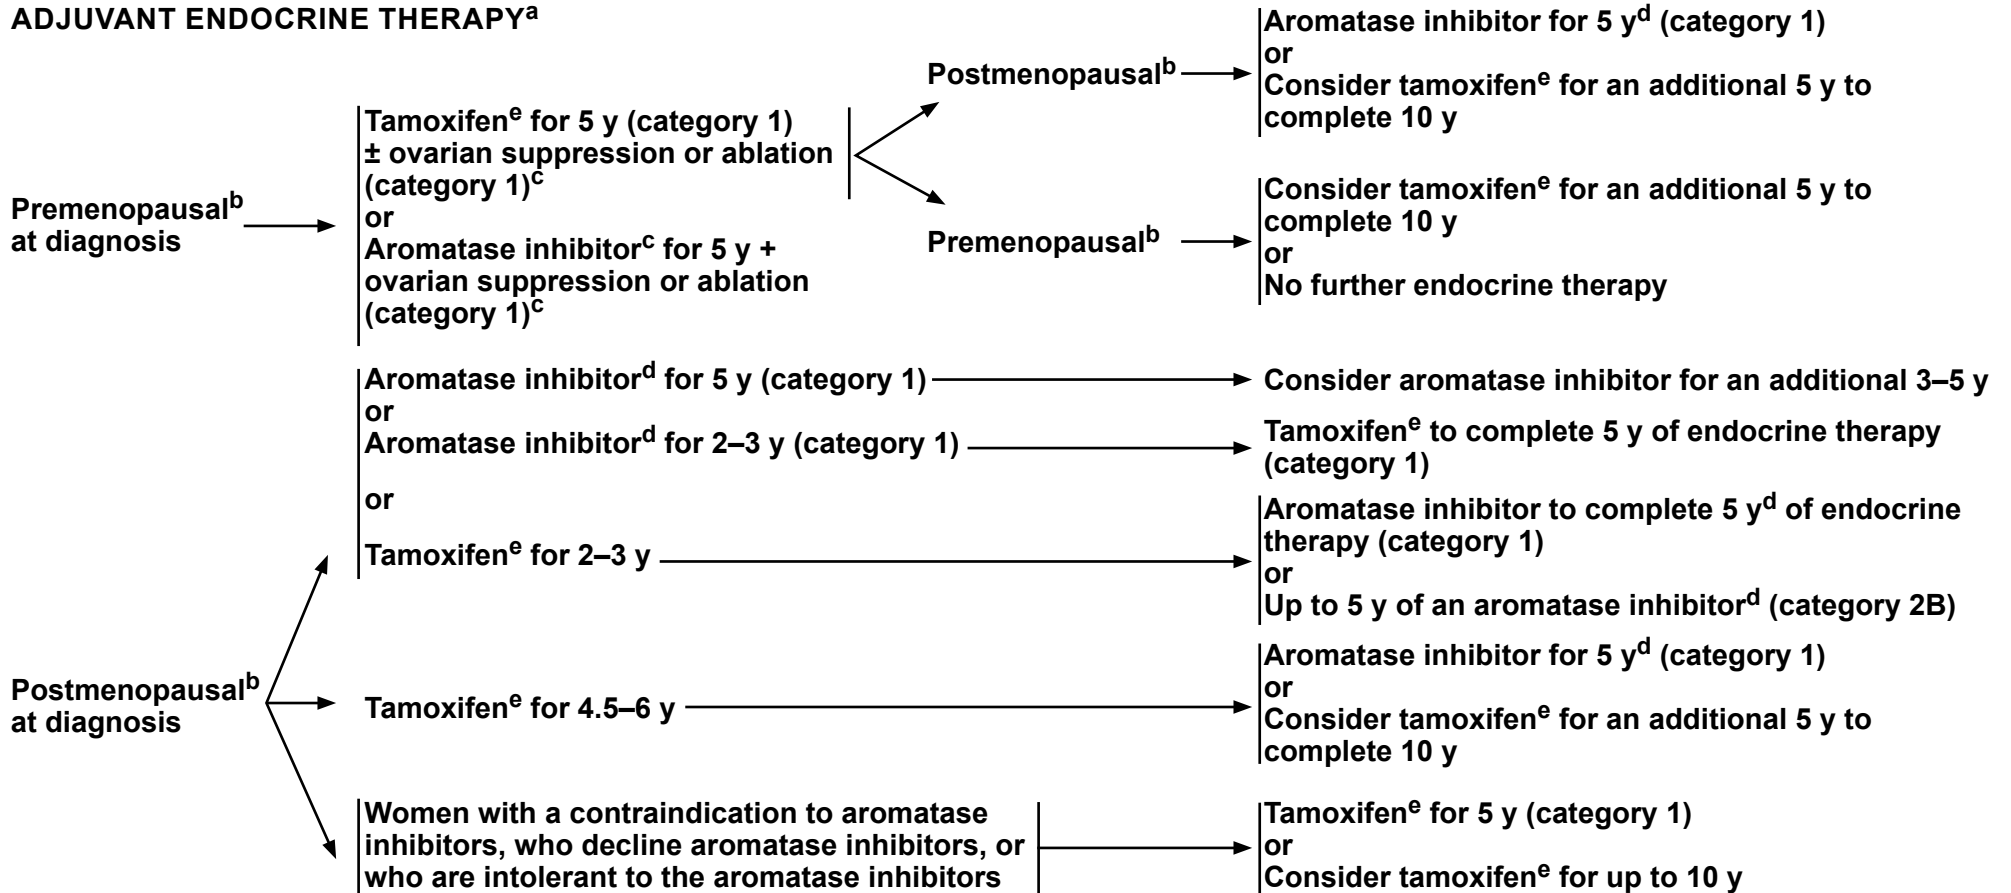 ADJUVANT ENDOCRINE THERAPYa
Premenopausalb
at diagnosis
Tamoxifene for 5 y (category 1)
± ovarian suppression or ablation
(category 1)c
or
Aromatase inhibitorc for 5 y +
ovarian suppression or ablation
(category 1)c
Postmenopausalb
Aromatase inhibitor for 5 yd (category 1)
or
Consider tamoxifene for an additional 5 y to
complete 10 y
Premenopausalb
Consider tamoxifene for an additional 5 y to
complete 10 y
or
No further endocrine therapy
Postmenopausalb
at diagnosis
Aromatase inhibitord for 5 y (category 1)
Consider aromatase inhibitor for an additional 3–5 y
or
Aromatase inhibitord for 2–3 y (category 1)
Tamoxifene to complete 5 y of endocrine therapy
(category 1)
or
Tamoxifene for 2–3 y
Aromatase inhibitor to complete 5 yd of endocrine
therapy (category 1)
or
Up to 5 y of an aromatase inhibitord (category 2B)
Tamoxifene for 4.5–6 y
Aromatase inhibitor for 5 yd (category 1)
or
Consider tamoxifene for an additional 5 y to
complete 10 y
Women with a contraindication to aromatase
inhibitors, who decline aromatase inhibitors, or
who are intolerant to the aromatase inhibitors
Tamoxifene for 5 y (category 1)
or
Consider tamoxifene for up to 10 y